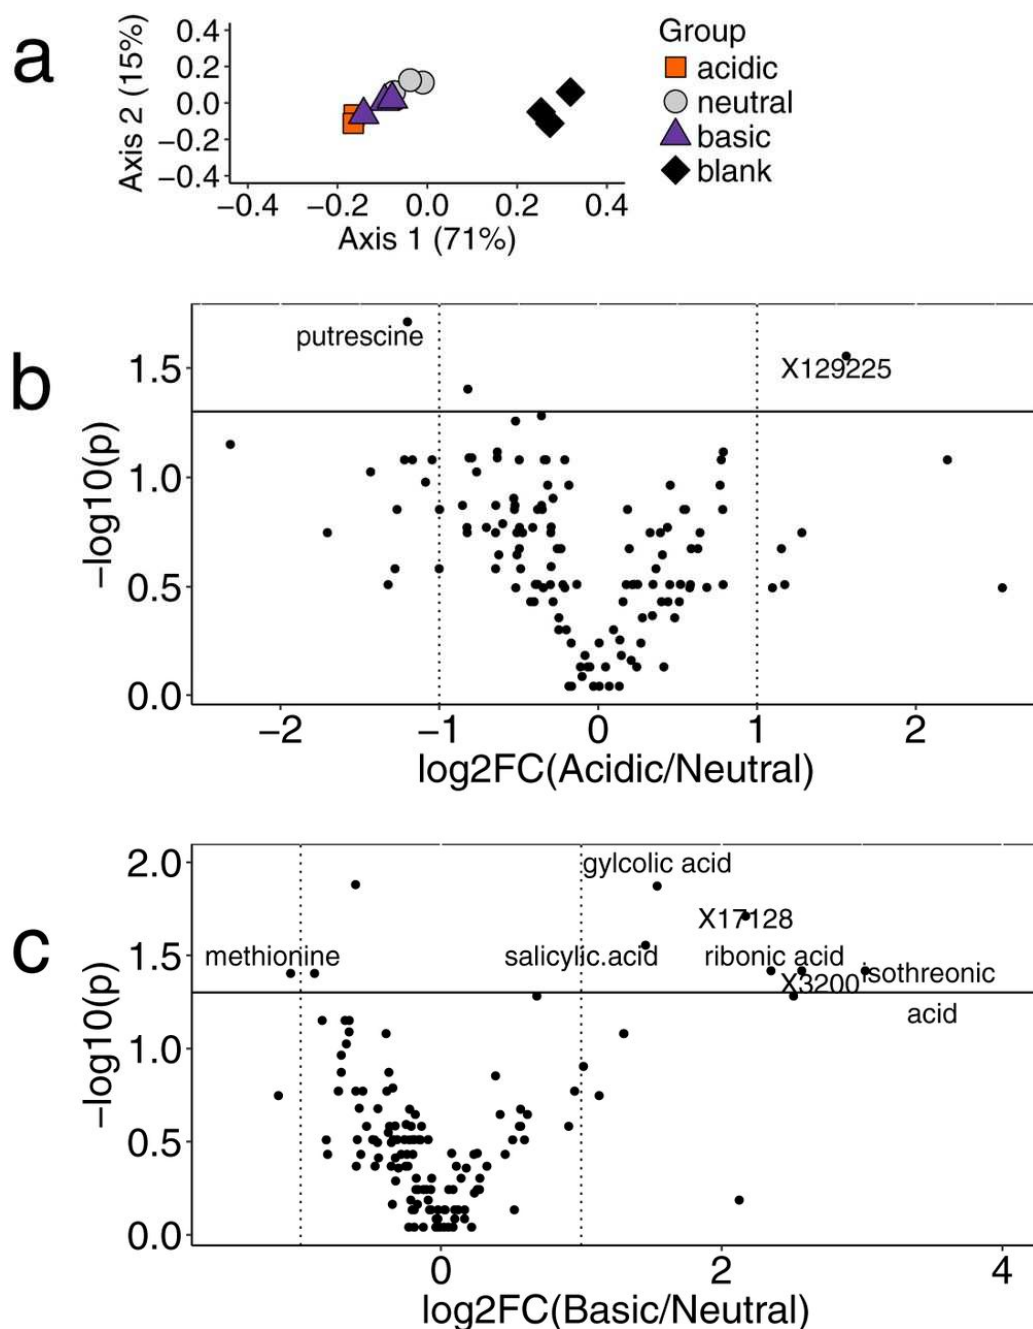 a
Axis 2 (15%)
0.4
0.2
0.0
−0.2
−0.4
−0.4 −0.2 0.0 0.2 0.4
Axis 1 (71%)
Group
acidic
neutral
basic
blank
b
−log10(p)
1.5
1.0
0.5
0.0
putrescine
X129225
−2 −1 0 1 2
log2FC(Acidic/Neutral)
c
−log10(p)
2.0
1.5
1.0
0.5
0.0
gylcolic acid
X17128
methionine
salicylic.acid
ribonic acid
X3200
isothreonic
acid
0 2 4
log2FC(Basic/Neutral)